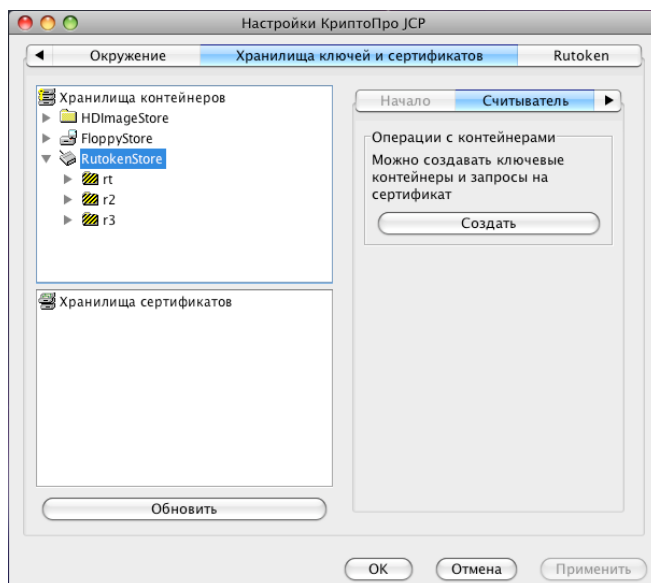 Настройки КриптоПро JCP
Окружение
Хранилища ключей и сертификатов
Rutoken
Хранилища контейнеров
HDImageStore
FloppyStore
RutokenStore
rt
r2
r3
Хранилища сертификатов
Обновить
Начало
Считыватель
Операции с контейнерами
Можно создавать ключевые
контейнеры и запросы на
сертификат
Создать
OK
Отмена
Применить